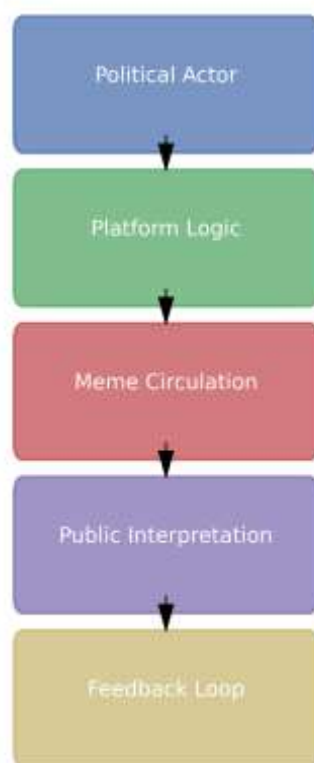 Political Actor
Platform Logic
Meme Circulation
Public Interpretation
Feedback Loop